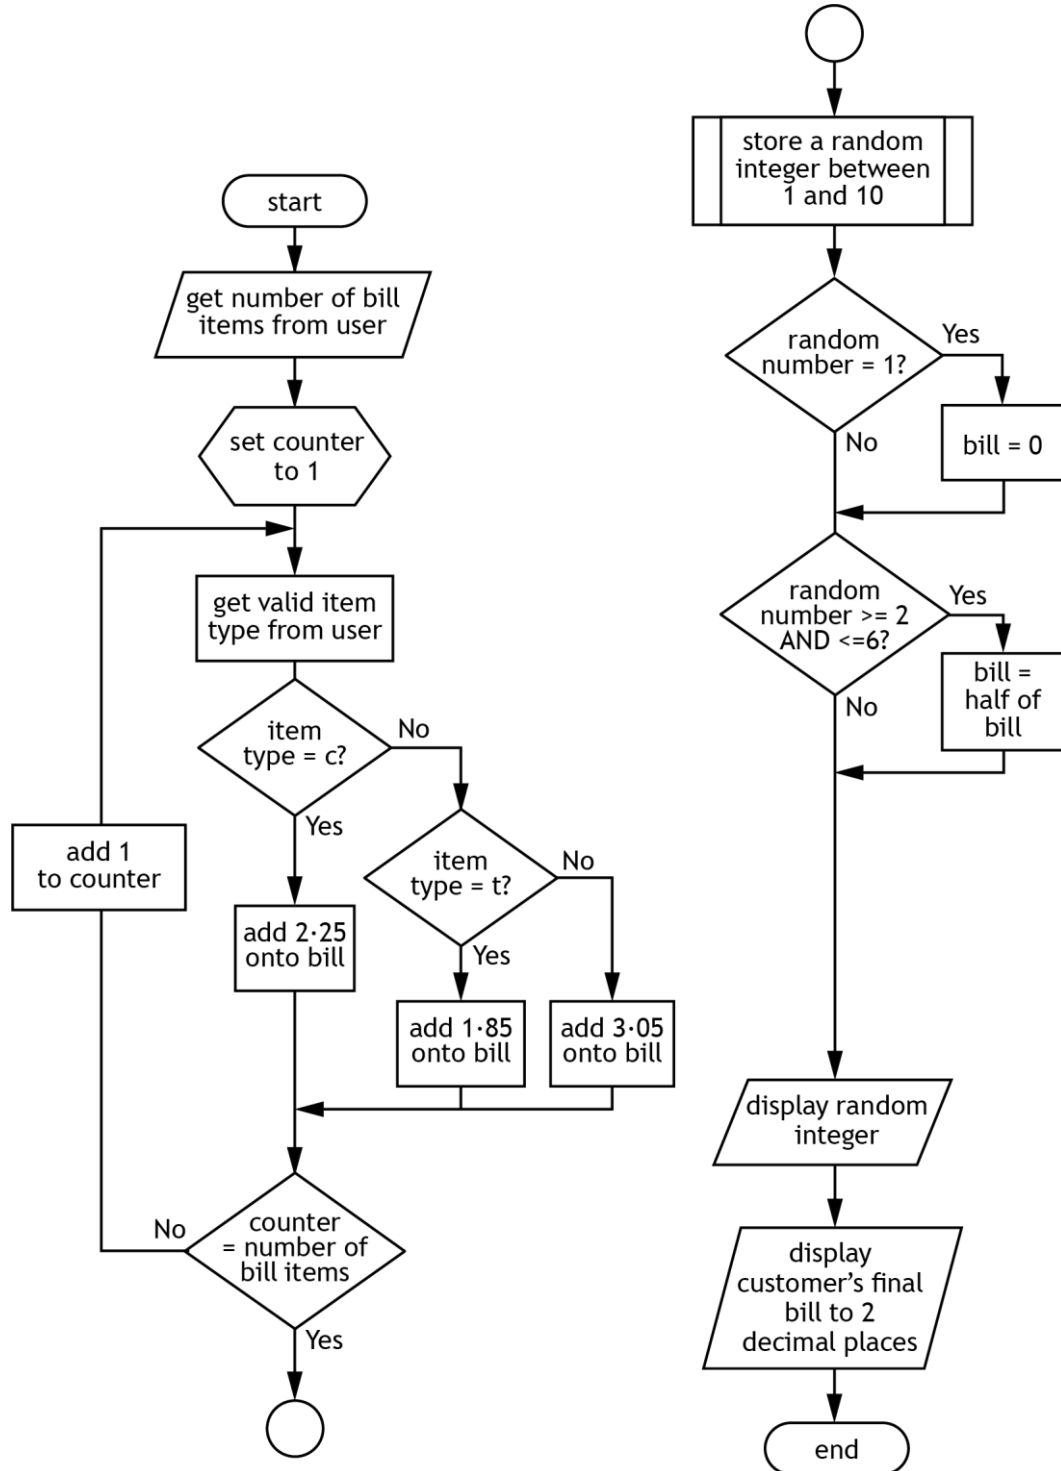 start
get number of bill
items from user
set counter
to 1
get valid item
type from user
item
type = c?
No
Yes
add 2·25
onto bill
item
type = t?
No
Yes
add 1·85
onto bill
add 3·05
onto bill
add 1
to counter
counter
= number of
bill items
No
Yes
store a random
integer between
1 and 10
random
number = 1?
Yes
No
bill = 0
random
number >= 2
AND <=6?
Yes
No
bill =
half of
bill
display random
integer
display
customer’s final
bill to 2
decimal places
end